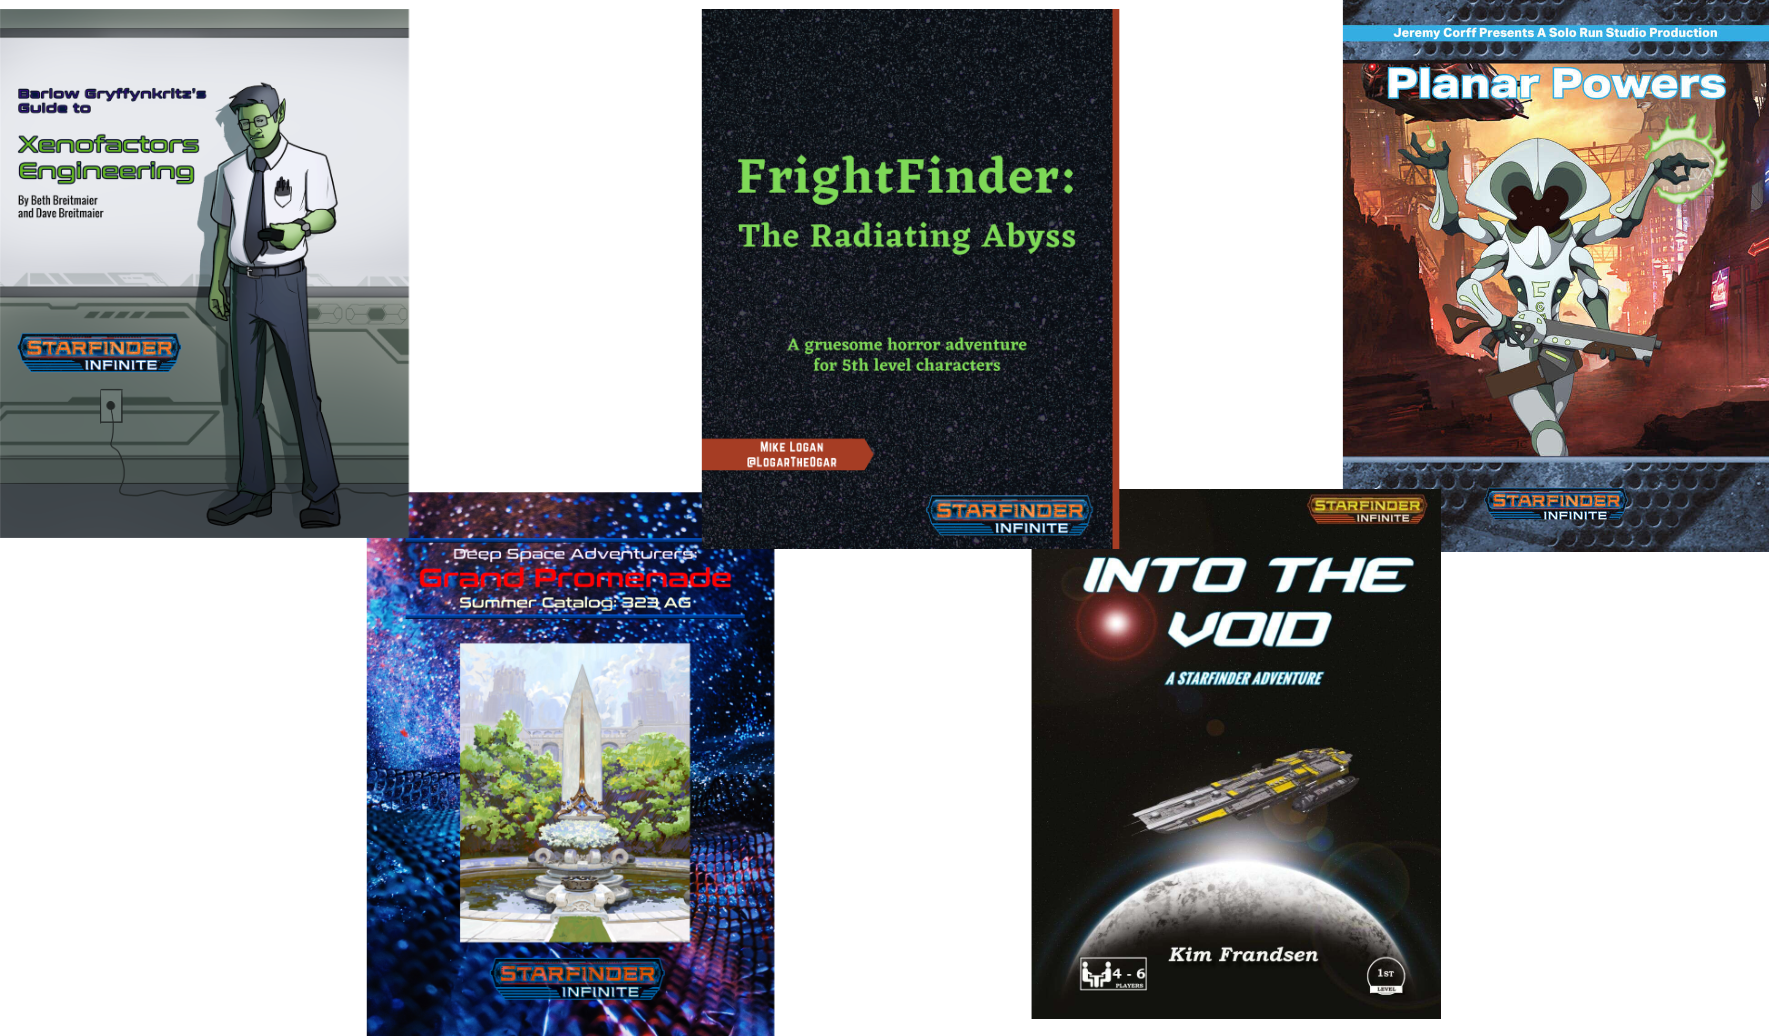 Barlow Gryffynkritz's
Guide to
Xenofactors
Engineering
By Beth Breitmaier
and Dave Breitmaier
STARFINDER
INFINITE
FrightFinder:
The Radiating Abyss
A gruesome horror adventure
for 5th level characters
MIKE LOGAN
@LOGARTHEOGAR
STARFINDER
INFINITE
Jeremy Corff Presents A Solo Run Studio Production
Planar Powers
STARFINDER
INFINITE
Deep Space Adventurers:
Grand Promenade
Summer Catalog: 323 AG
STARFINDER
INFINITE
STARFINDER
INFINITE
INTO THE
VOID
A STARFINDER ADVENTURE
Kim Frandsen
4 - 6
PLAYERS
1ST
LEVEL